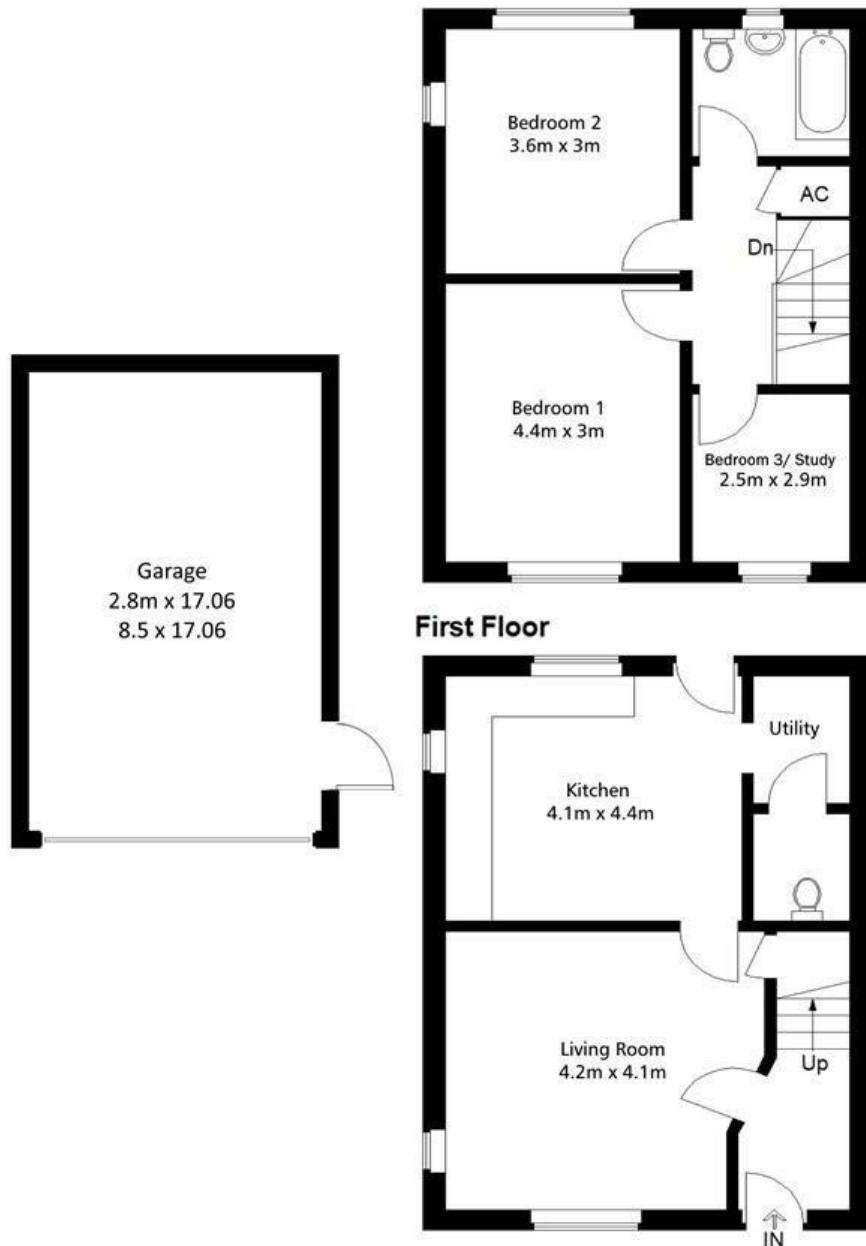 Bedroom 2
3.6m x 3m
AC
Dn
Bedroom 1
4.4m x 3m
Bedroom 3/ Study
2.5m x 2.9m
Garage
2.8m x 17.06
8.5 x 17.06
First Floor
Utility
Kitchen
4.1m x 4.4m
Living Room
4.2m x 4.1m
Up
IN